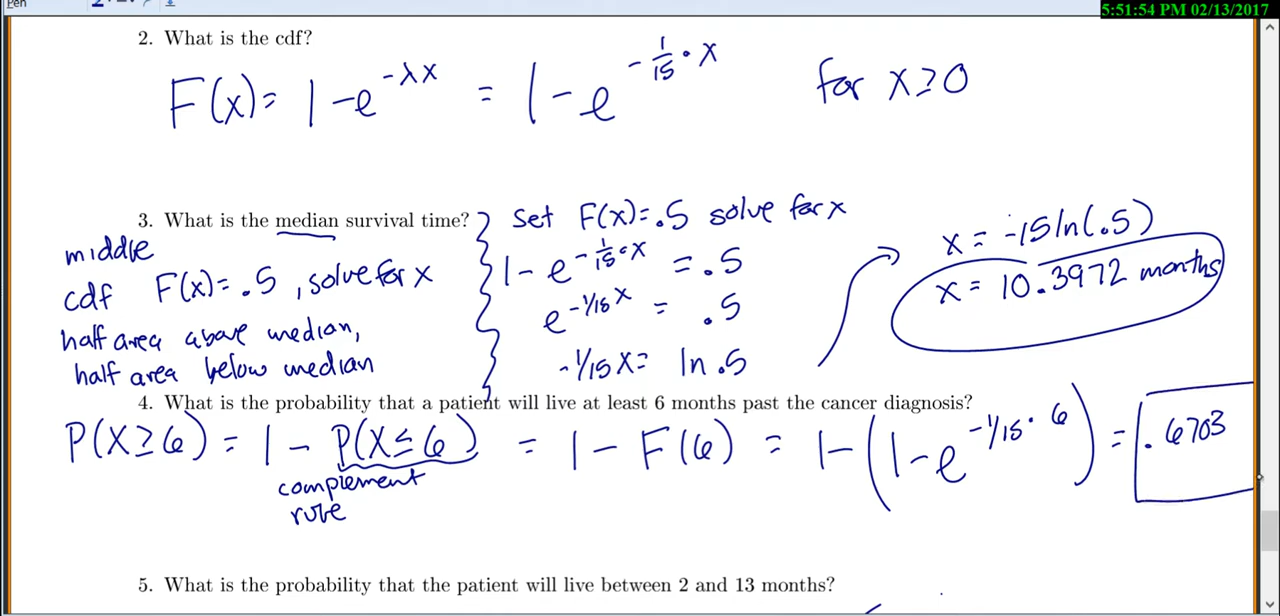 Pen
5:51:54 PM 02/13/2017
2. What is the cdf?
F(x) = 1 - e^{-λx} = 1 - e^{-1/15 · x} for x ≥ 0
3. What is the median survival time?
middle
cdf F(x) = .5, solve for x
half area above median,
half area below median
Set F(x) = .5 solve for x
1 - e^{-1/15 · x} = .5
e^{-1/15 x} = .5
-1/15 x = ln .5
x = -15 ln(.5)
x = 10.3972 months
4. What is the probability that a patient will live at least 6 months past the cancer diagnosis?
P(X ≥ 6) = 1 - P(X ≤ 6) = 1 - F(6) = 1 - (1 - e^{-1/15 · 6}) = .6703
complement
rule
5. What is the probability that the patient will live between 2 and 13 months?